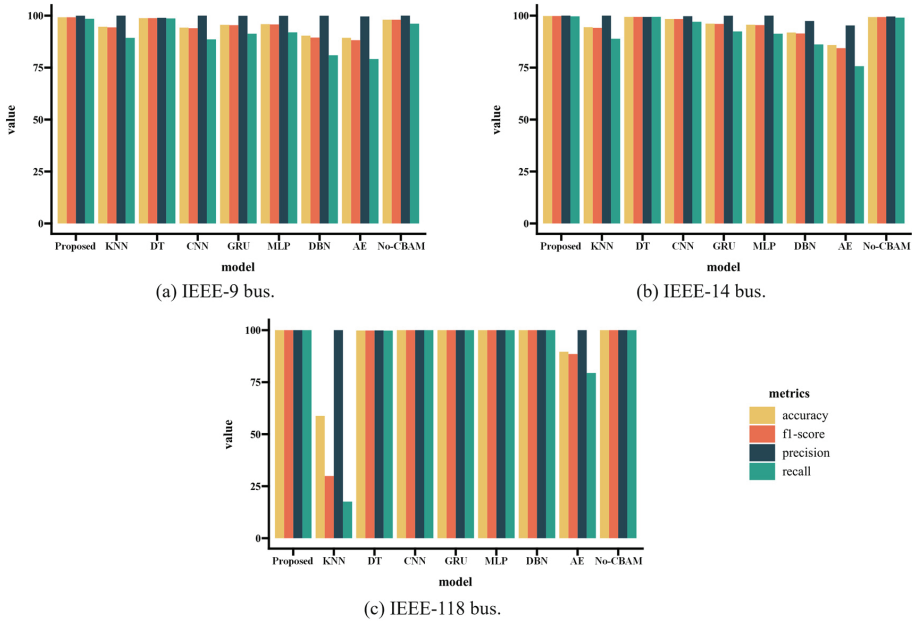 100
75
50
25
0
value
Proposed KNN DT CNN GRU MLP DBN AE No-CBAM
model
(a) IEEE-9 bus.
100
75
50
25
0
value
Proposed KNN DT CNN GRU MLP DBN AE No-CBAM
model
(b) IEEE-14 bus.
100
75
50
25
0
value
Proposed KNN DT CNN GRU MLP DBN AE No-CBAM
model
(c) IEEE-118 bus.
metrics
accuracy
f1-score
precision
recall